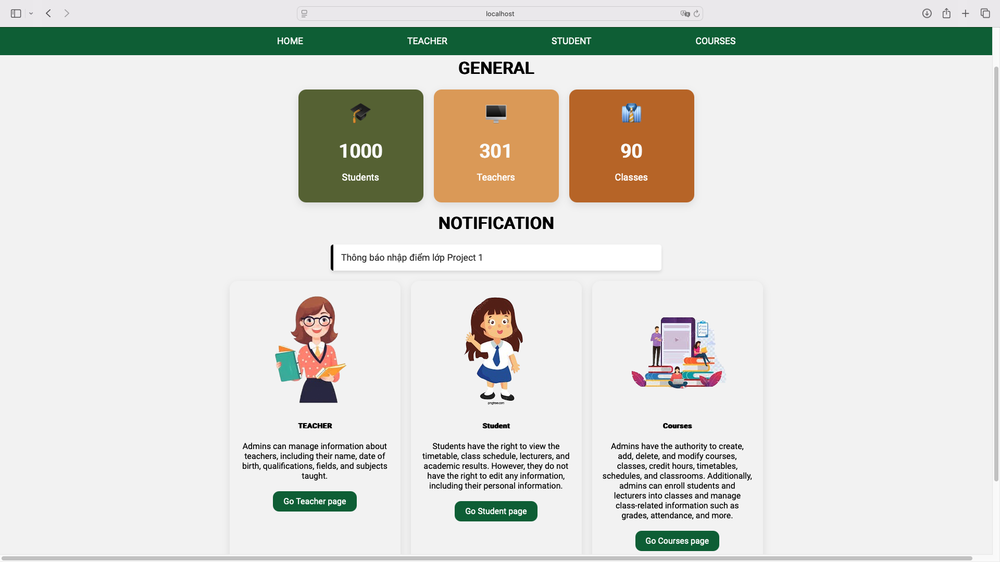 localhost
HOME
TEACHER
STUDENT
COURSES
GENERAL
1000
Students
301
Teachers
90
Classes
NOTIFICATION
Thông báo nhập điểm lớp Project 1
pngtree.com
TEACHER
Admins can manage information about
teachers, including their name, date of
birth, qualifications, fields, and subjects
taught.
Go Teacher page
Student
Students have the right to view the
timetable, class schedule, lecturers, and
academic results. However, they do not
have the right to edit any information,
including their personal information.
Go Student page
Courses
Admins have the authority to create,
add, delete, and modify courses,
classes, credit hours, timetables,
schedules, and classrooms. Additionally,
admins can enroll students and
lecturers into classes and manage
class-related information such as
grades, attendance, and more.
Go Courses page